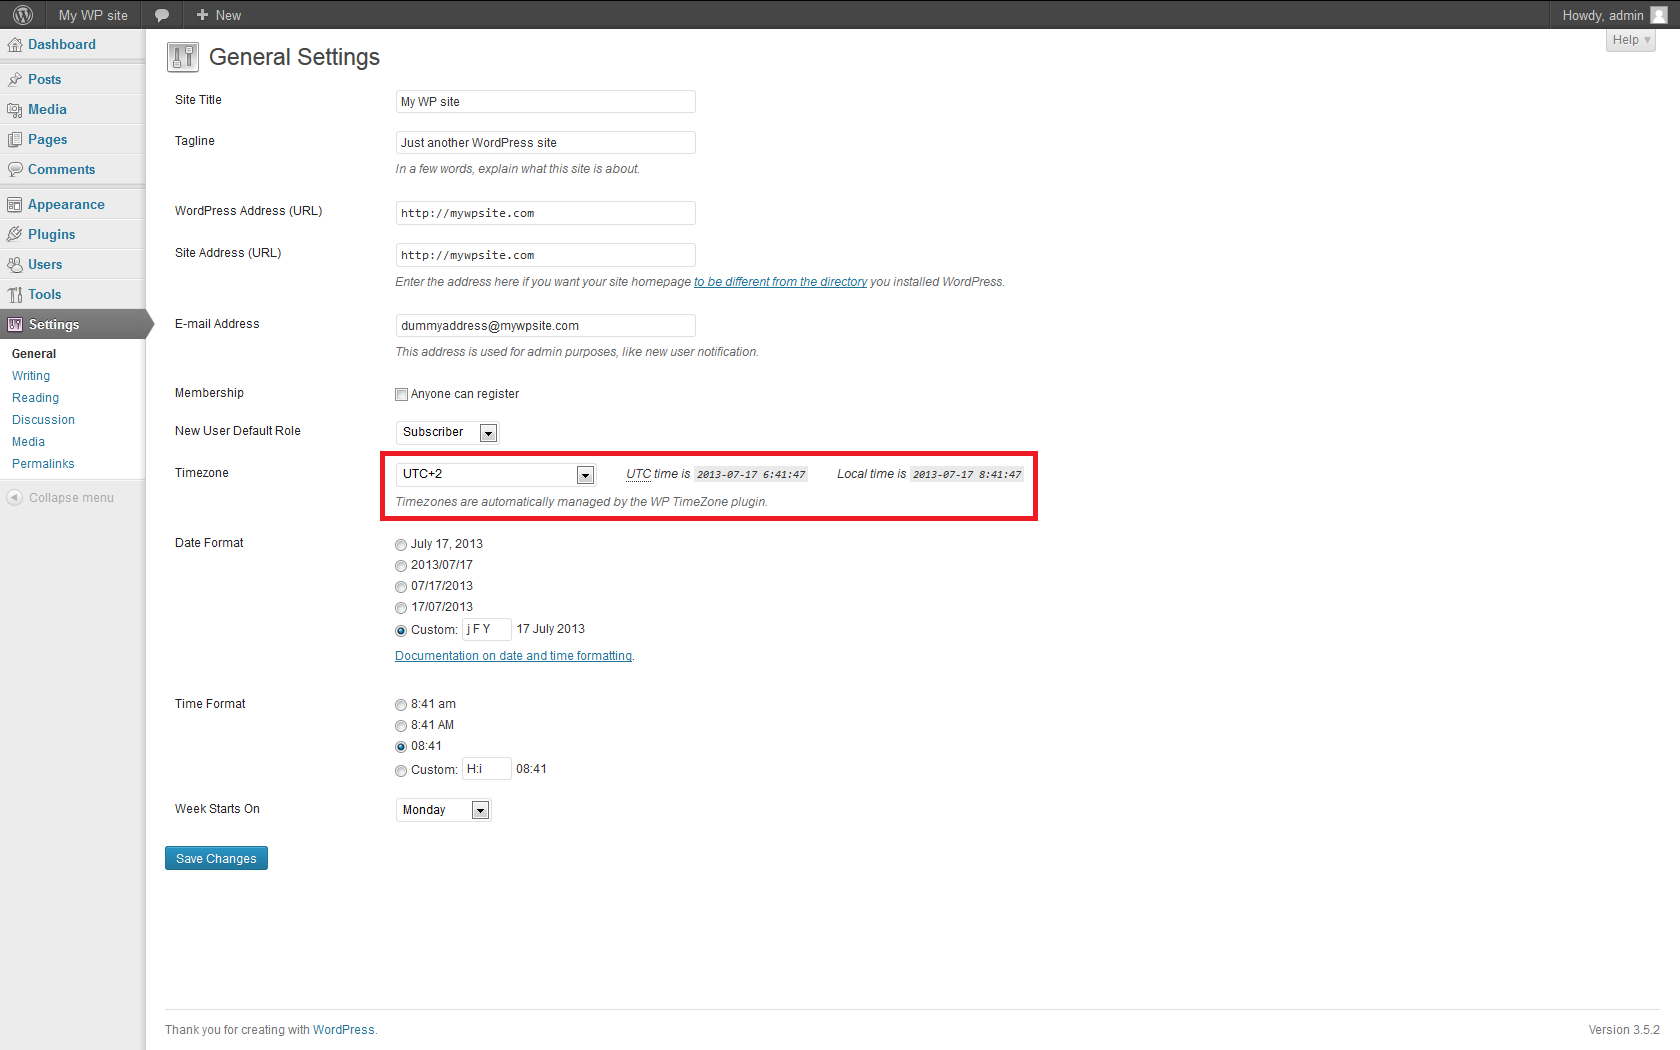 My WP site
New
Howdy, admin
Help
Dashboard
Posts
Media
Pages
Comments
Appearance
Plugins
Users
Tools
Settings
General
Writing
Reading
Discussion
Media
Permalinks
Collapse menu
General Settings
Site Title My WP site
Tagline Just another WordPress site
In a few words, explain what this site is about.
WordPress Address (URL) http://mywpsite.com
Site Address (URL) http://mywpsite.com
Enter the address here if you want your site homepage to be different from the directory you installed WordPress.
E-mail Address dummyaddress@mywpsite.com
This address is used for admin purposes, like new user notification.
Membership Anyone can register
New User Default Role Subscriber
Timezone UTC+2 UTC time is 2013-07-17 6:41:47 Local time is 2013-07-17 8:41:47
Timezones are automatically managed by the WP TimeZone plugin.
Date Format July 17, 2013
2013/07/17
07/17/2013
17/07/2013
Custom: j F Y 17 July 2013
Documentation on date and time formatting.
Time Format 8:41 am
8:41 AM
08:41
Custom: H:i 08:41
Week Starts On Monday
Save Changes
Thank you for creating with WordPress. Version 3.5.2